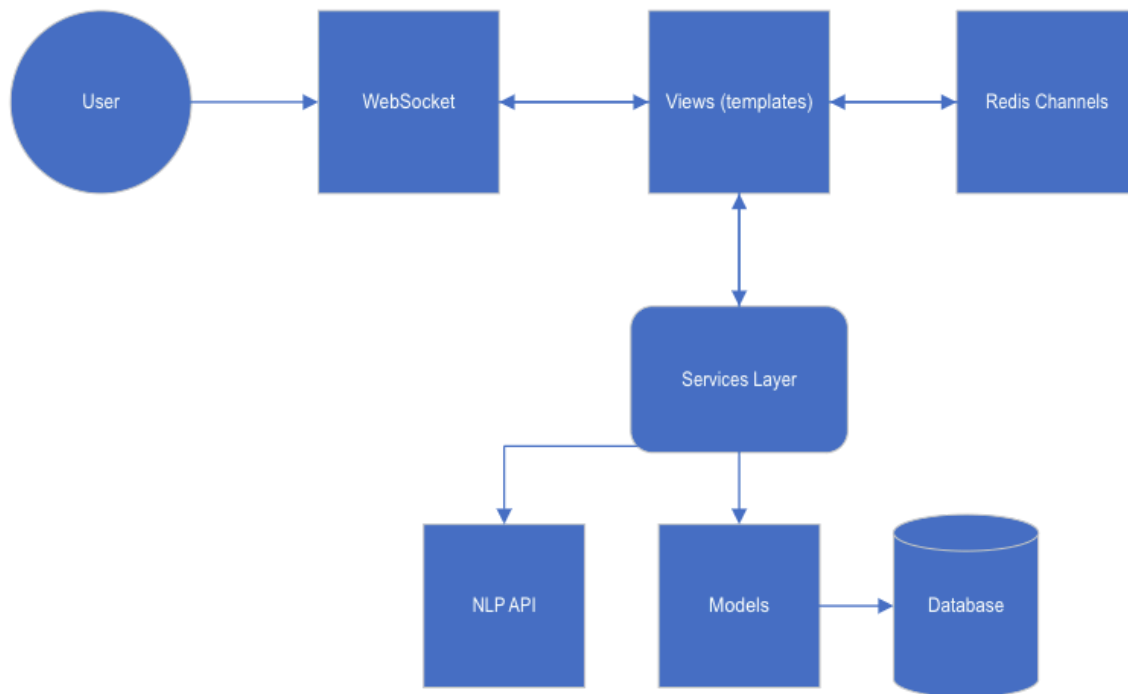 User
WebSocket
Views (templates)
Redis Channels
Services Layer
NLP API
Models
Database